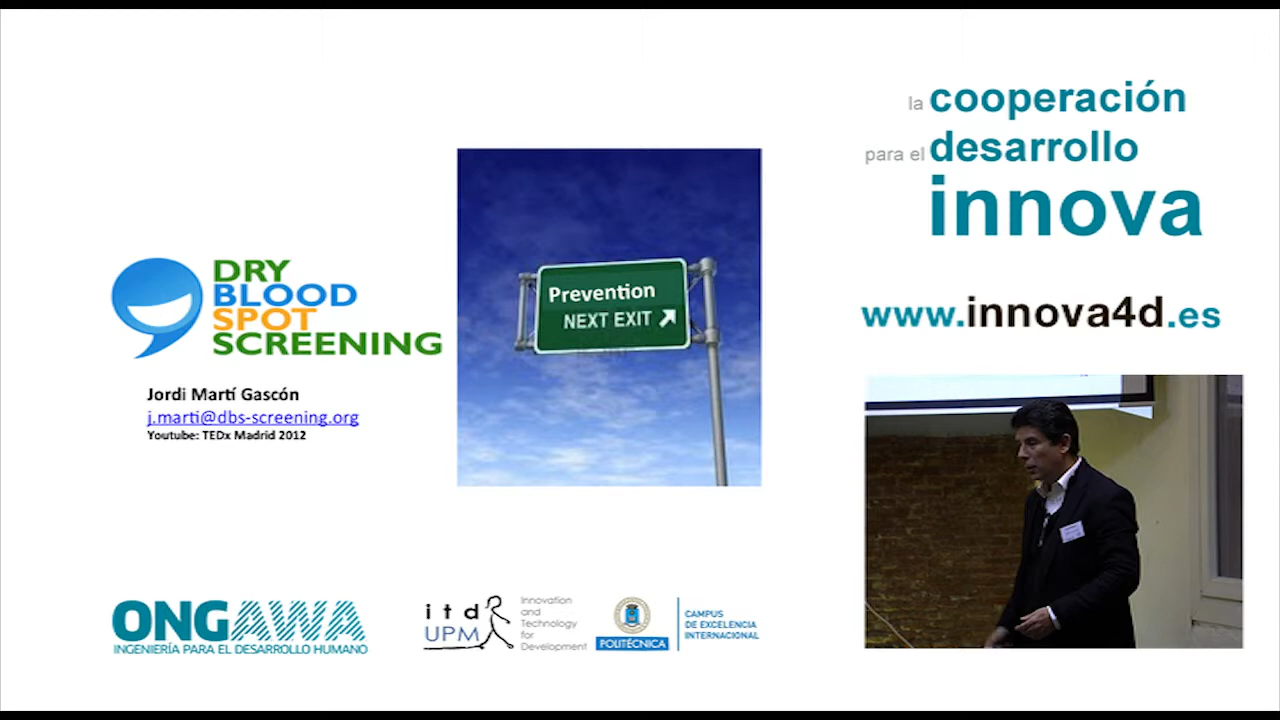 la cooperación
para el desarrollo
innova
www.innova4d.es
DRY
BLOOD
SPOT
SCREENING
Jordi Martí Gascón
j.marti@dbs-screening.org
Youtube: TEDx Madrid 2012
Prevention
NEXT EXIT
ONGAWA
INGENIERÍA PARA EL DESARROLLO HUMANO
itd
UPM
Innovation
and
Technology
for
Development
POLITÉCNICA
CAMPUS
DE EXCELENCIA
INTERNACIONAL